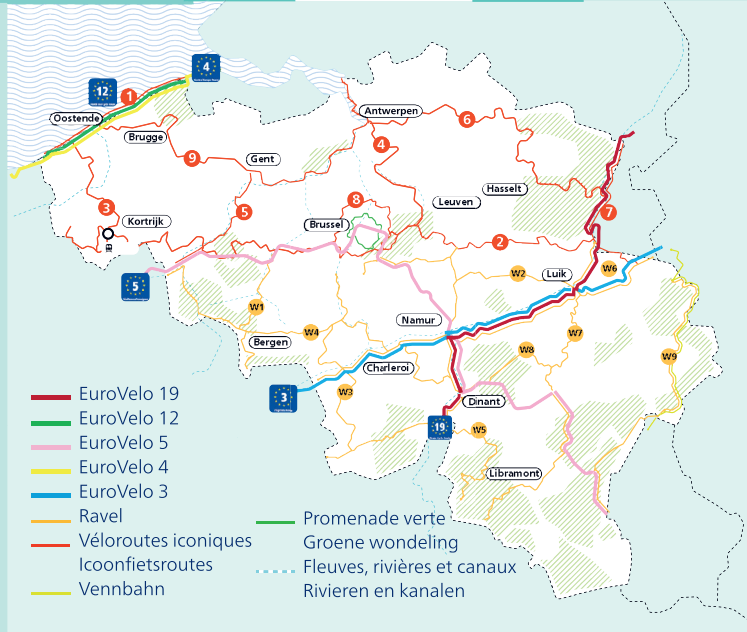 4
12
1
Oostende
Brugge
Antwerpen
6
4
9
Gent
Hasselt
8
Leuven
3
5
7
Kortrijk
Brussel
2
5
W2
Luik
W6
W1
Namur
W4
W7
Bergen
W8
W9
Charleroi
3
W3
Dinant
19
W5
Libramont
EuroVelo 19
EuroVelo 12
EuroVelo 5
EuroVelo 4
EuroVelo 3
Ravel
Véloroutes iconiques
Icoonfietsroutes
Vennbahn
Promenade verte
Groene wondeling
Fleuves, rivières et canaux
Rivieren en kanalen